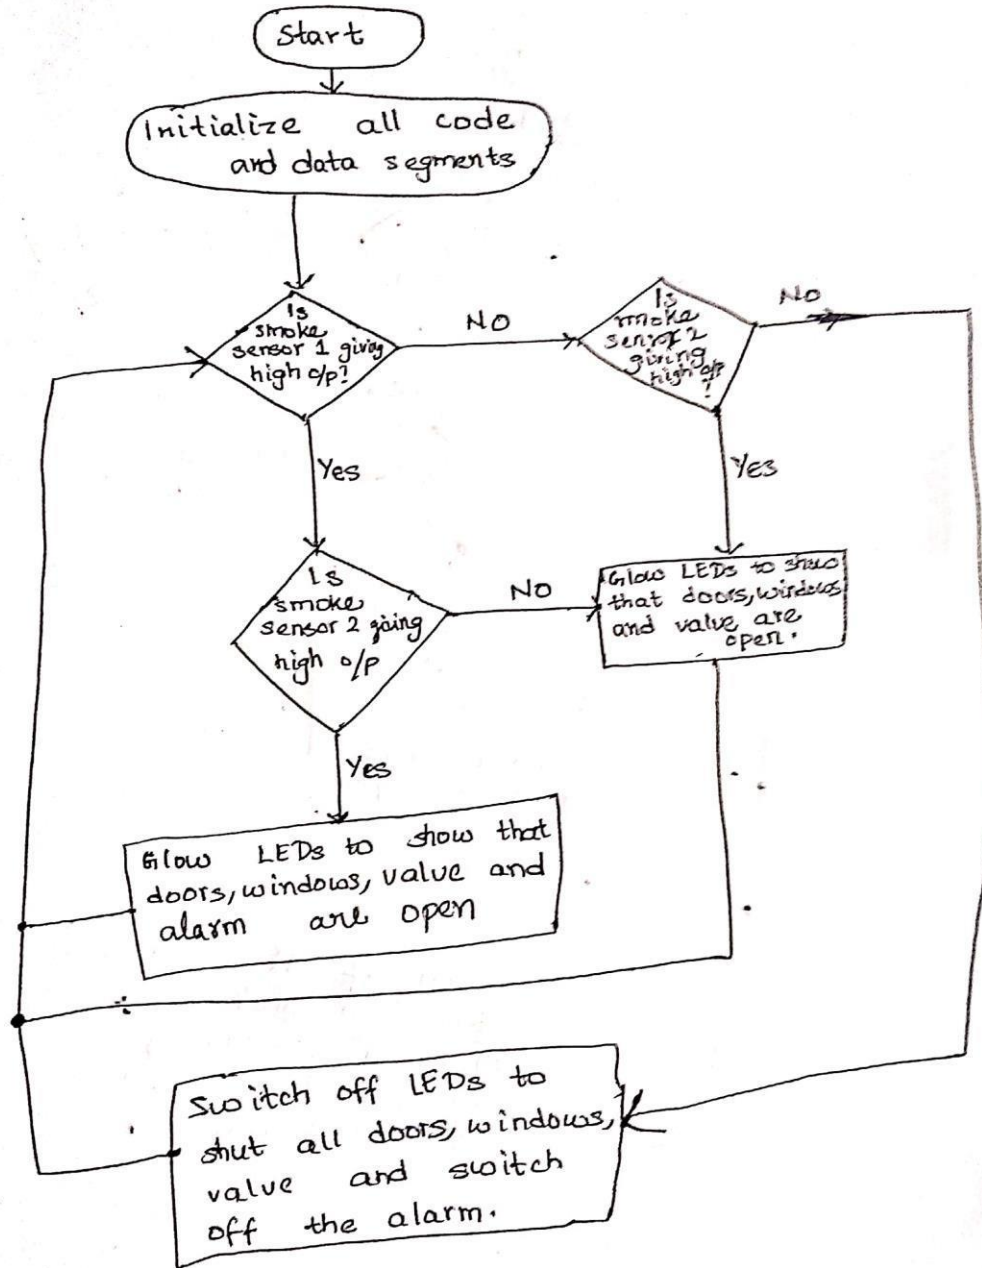 Start
Initialize all code
and data segments
Is
smoke
sensor 1 giving
high o/p?
NO
Is
smoke
sensor 2
giving
high o/p
?
NO
Yes
Yes
Is
smoke
sensor 2 giving
high o/p
NO
Glow LEDs to show
that doors, windows
and value are
open.
Yes
Glow LEDs to show that
doors, windows, value and
alarm are open
Switch off LEDs to
shut all doors, windows,
value and switch
off the alarm.